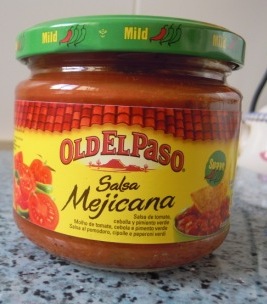 Mild Mild
OLD EL PASO
Salsa
Mejicana
Suave
Salsa de tomate,
cebolla y pimiento verde
Molho de tomate, cebola e pimento verde
Salsa al pomodoro, cipolle e peperoni verdi